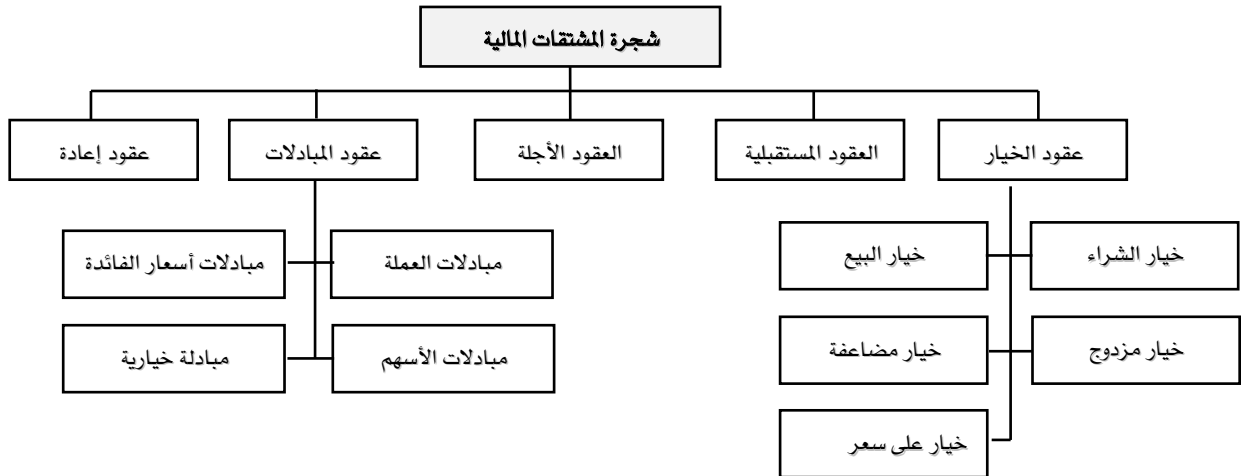 شجرة المشتقات المالية
عقود الخيار
العقود المستقبلية
العقود الأجلة
عقود المبادلات
عقود إعادة
خيار الشراء
خيار البيع
مبادلات العملة
مبادلات أسعار الفائدة
خيار مزدوج
خيار مضاعفة
مبادلات الأسهم
مبادلة خيارية
خيار على سعر